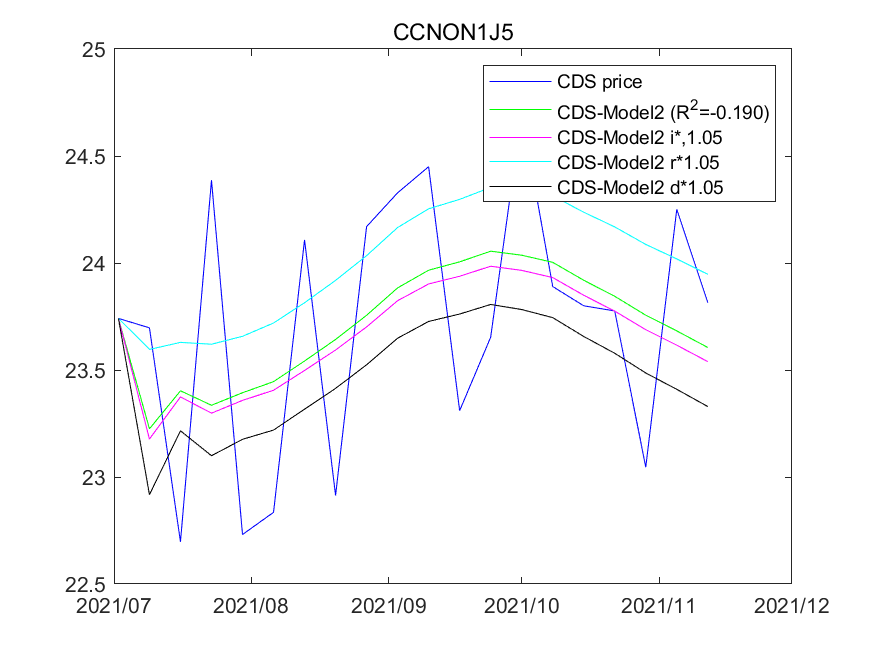 CCNON1J5
25
24.5
24
23.5
23
22.5
2021/07 2021/08 2021/09 2021/10 2021/11 2021/12
CDS price
CDS-Model2 (R²=-0.190)
CDS-Model2 i*,1.05
CDS-Model2 r*1.05
CDS-Model2 d*1.05